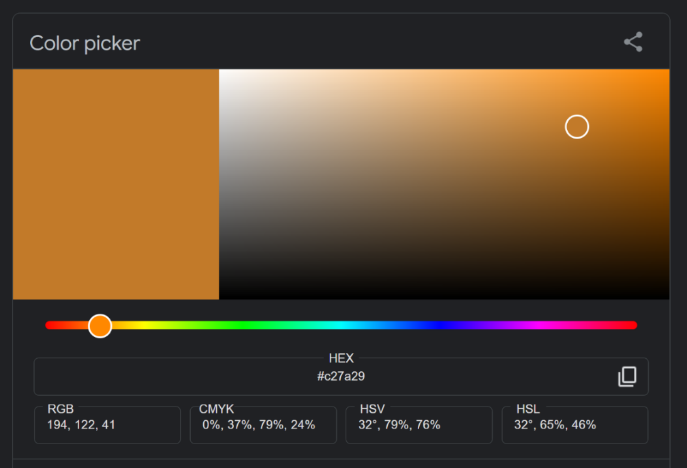 Color picker
HEX
#c27a29
RGB
194, 122, 41
CMYK
0%, 37%, 79%, 24%
HSV
32°, 79%, 76%
HSL
32°, 65%, 46%